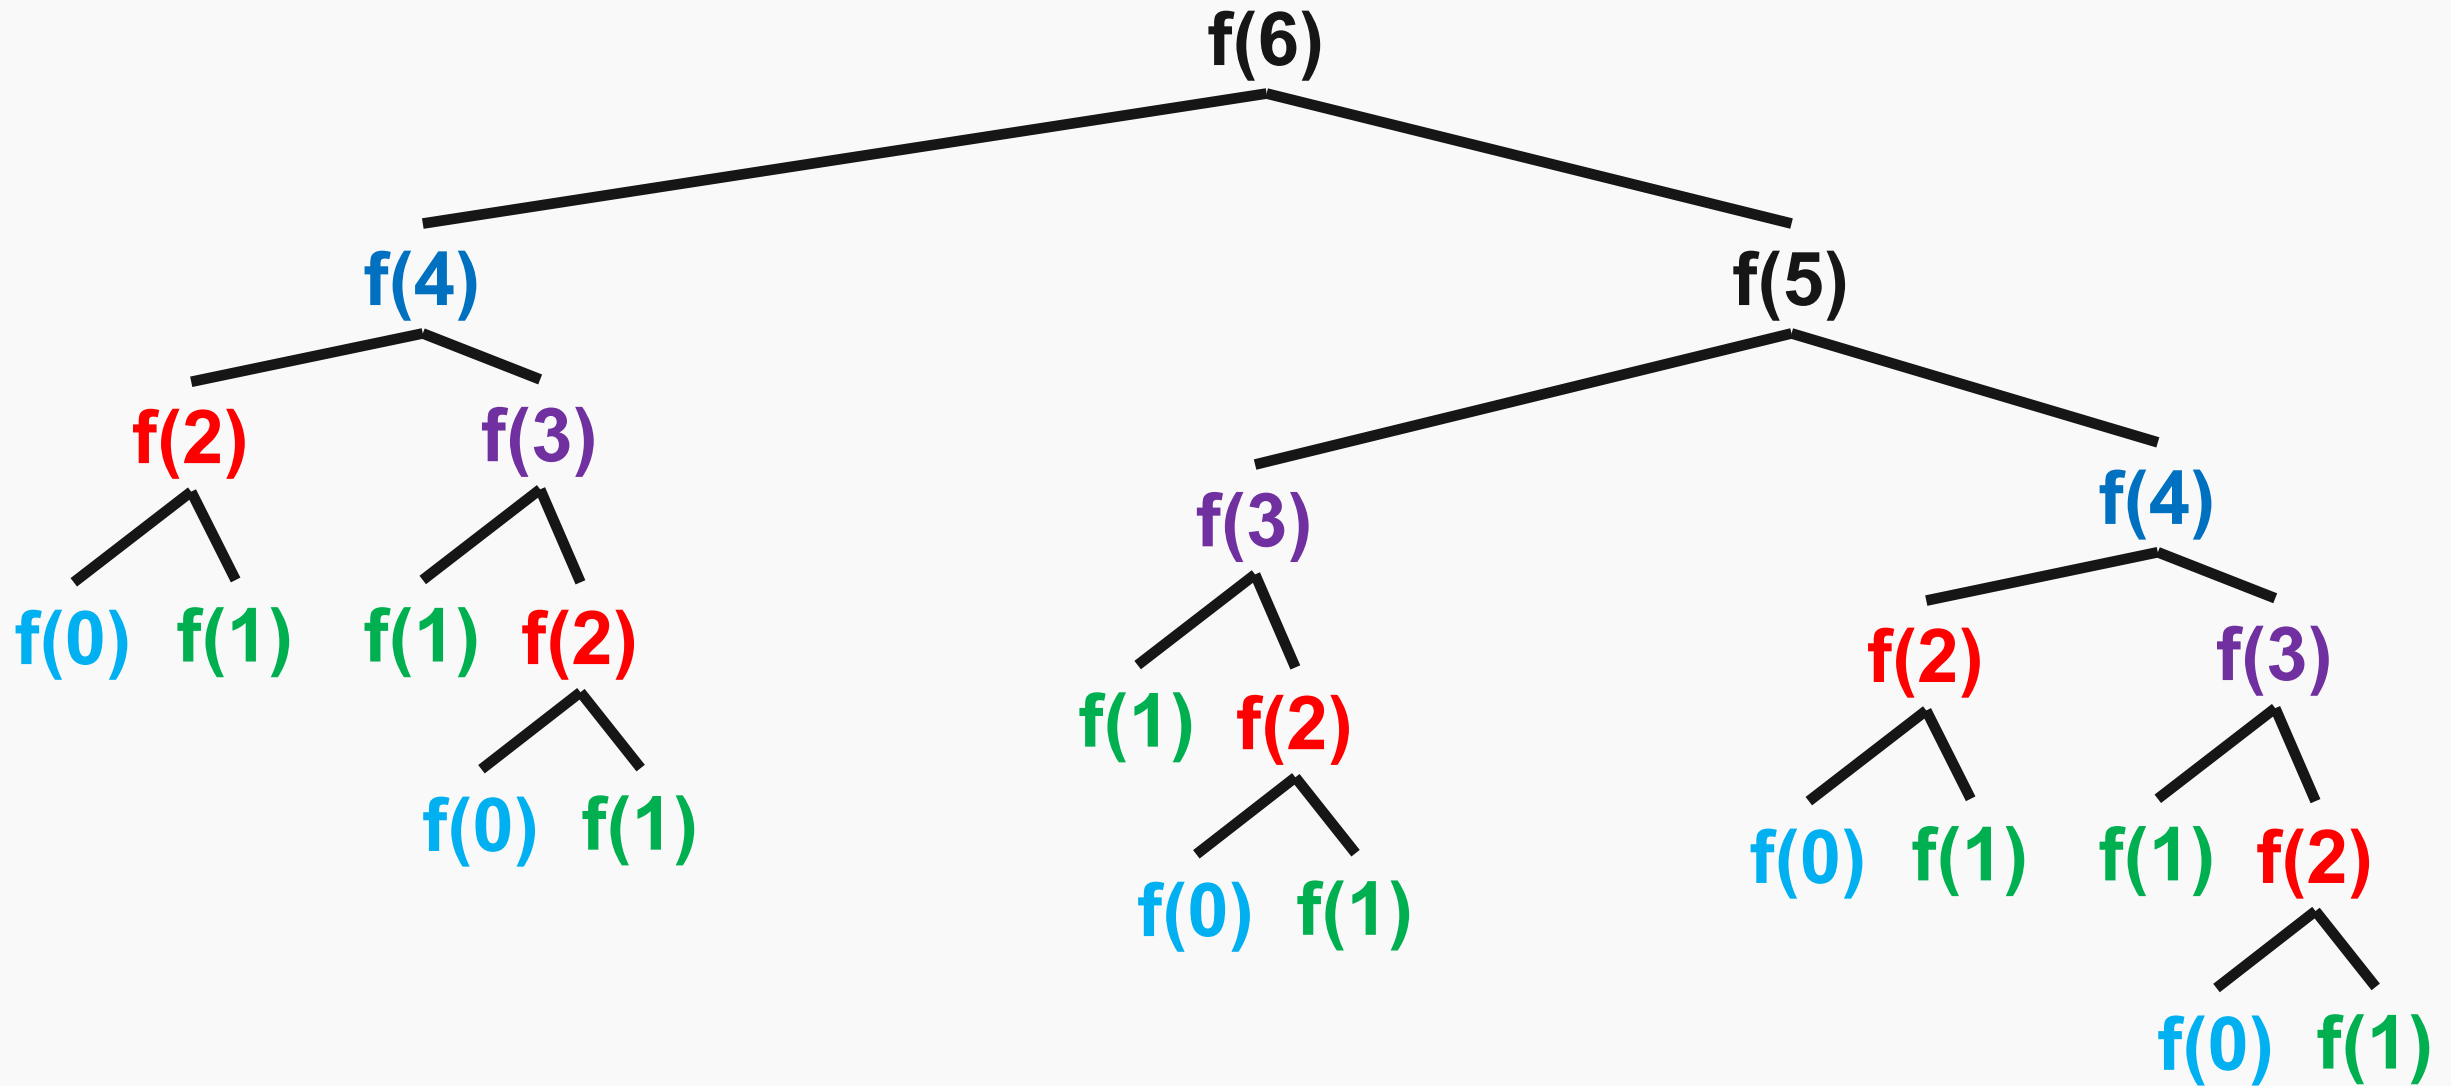 f(6)
f(4) f(5)
f(2) f(3) f(3) f(4)
f(0) f(1) f(1) f(2) f(1) f(2) f(2) f(3)
f(0) f(1) f(0) f(1) f(0) f(1) f(1) f(2)
f(0) f(1)